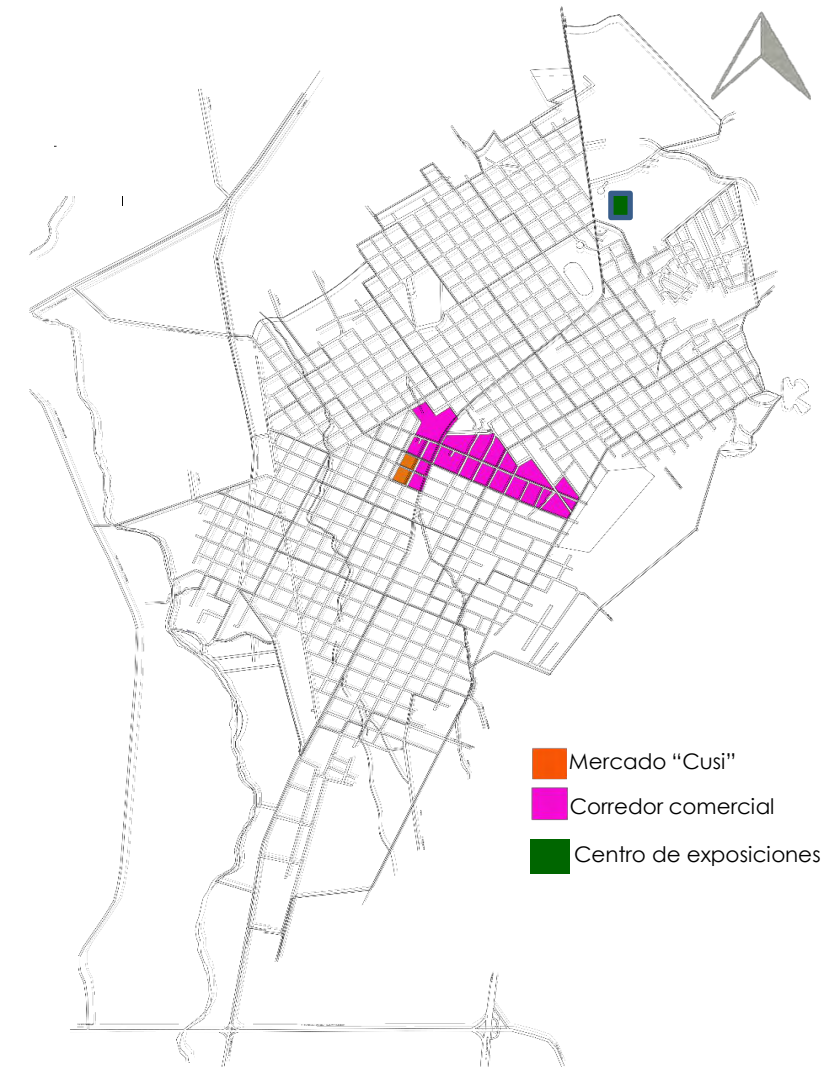 Mercado “Cusi”
Corredor comercial
Centro de exposiciones